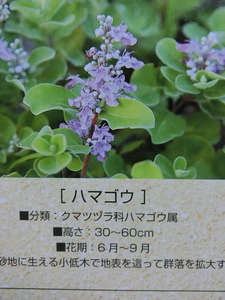 [ハマゴウ]
■分類：クマツヅラ科ハマゴウ属
■高さ：30～60cm
■花期：6月～9月
砂地に生える小低木で地表を這って群落を拡大す